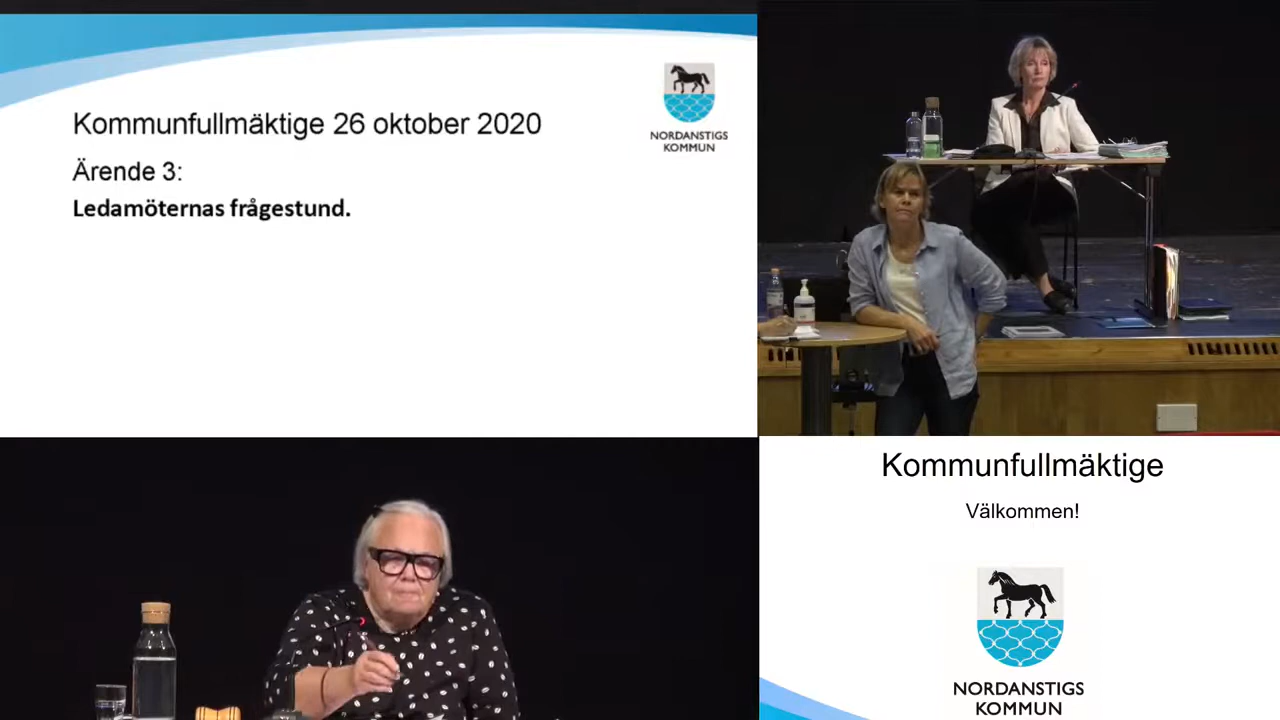 Kommunfullmäktige 26 oktober 2020
Ärende 3:
Ledamöternas frågestund.
NORDANSTIGS
KOMMUN
Kommunfullmäktige
Välkommen!
NORDANSTIGS
KOMMUN